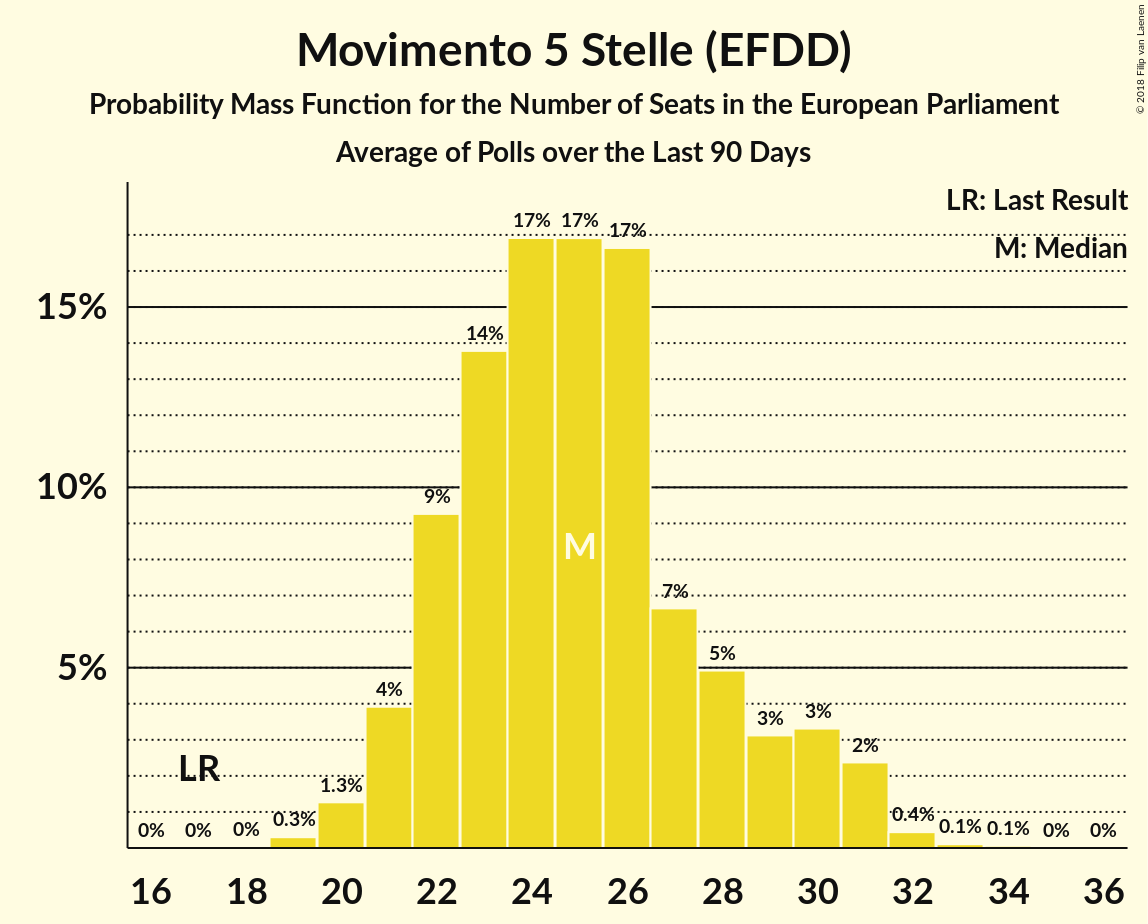 Movimento 5 Stelle (EFDD)
Probability Mass Function for the Number of Seats in the European Parliament
Average of Polls over the Last 90 Days
© 2018 Filip van Laenen
LR: Last Result
M: Median
15%
10%
5%
0% 0% 0% 0.3% 1.3% 4% 9% 14% 17% 17% 17% 7% 5% 3% 3% 2% 0.4% 0.1% 0.1% 0% 0%
LR
M
16 18 20 22 24 26 28 30 32 34 36